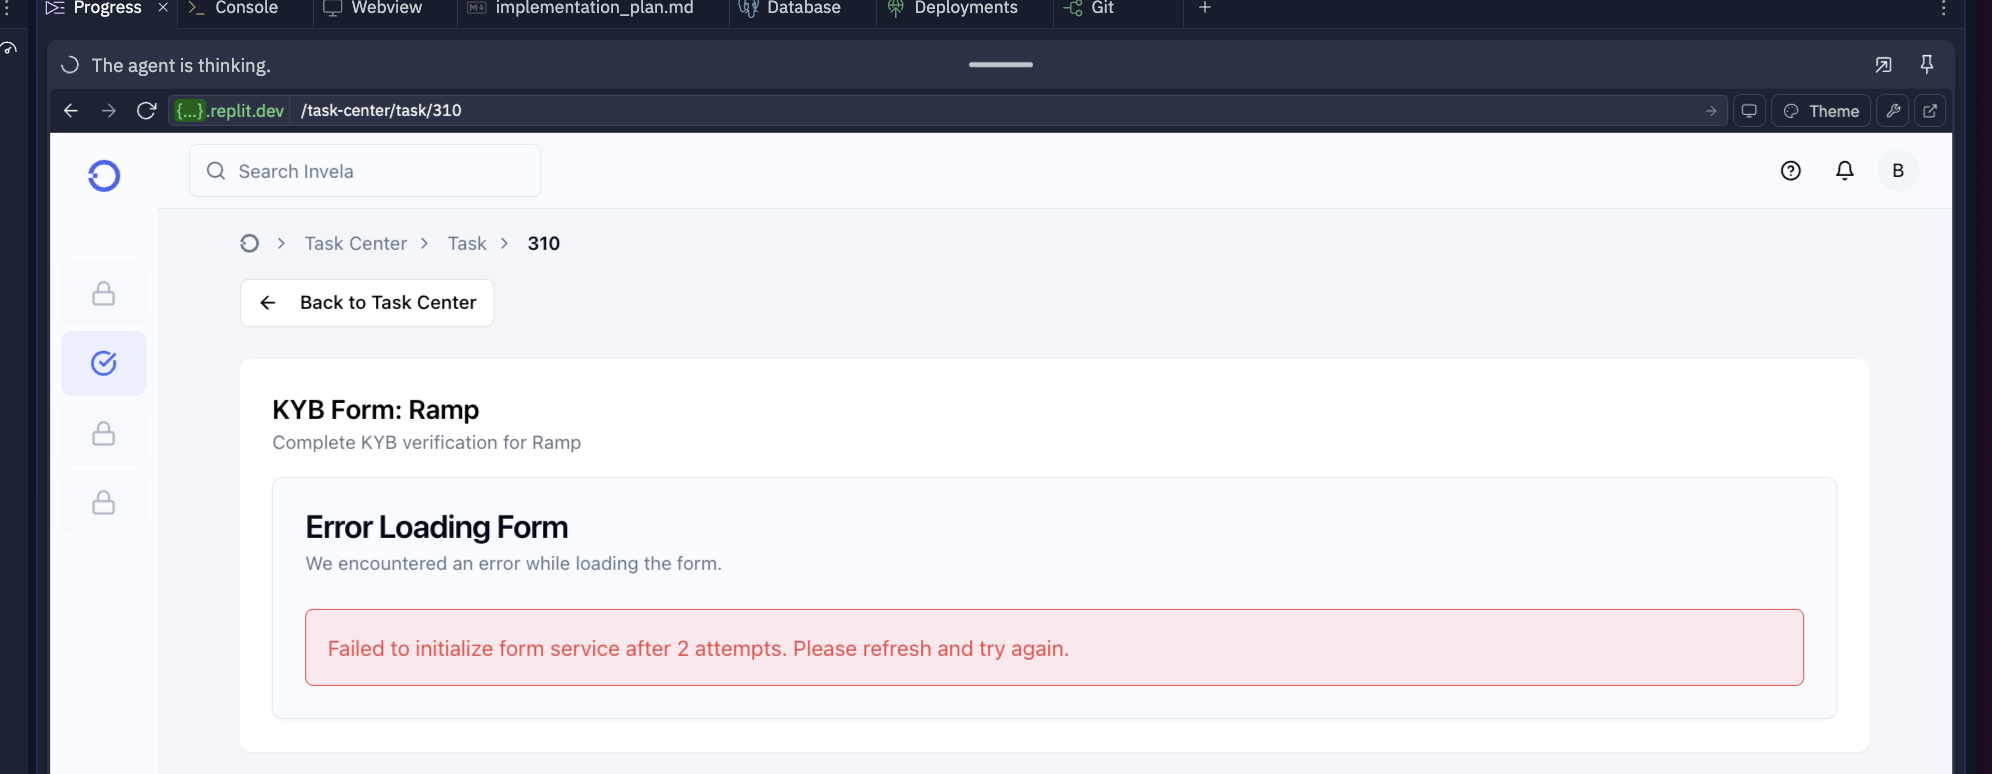 Progress
Console
Webview
implementation_plan.md
Database
Deployments
Git
The agent is thinking.
{...}.replit.dev /task-center/task/310
Theme
Search Invela
B
Task Center > Task > 310
Back to Task Center
KYB Form: Ramp
Complete KYB verification for Ramp
Error Loading Form
We encountered an error while loading the form.
Failed to initialize form service after 2 attempts. Please refresh and try again.